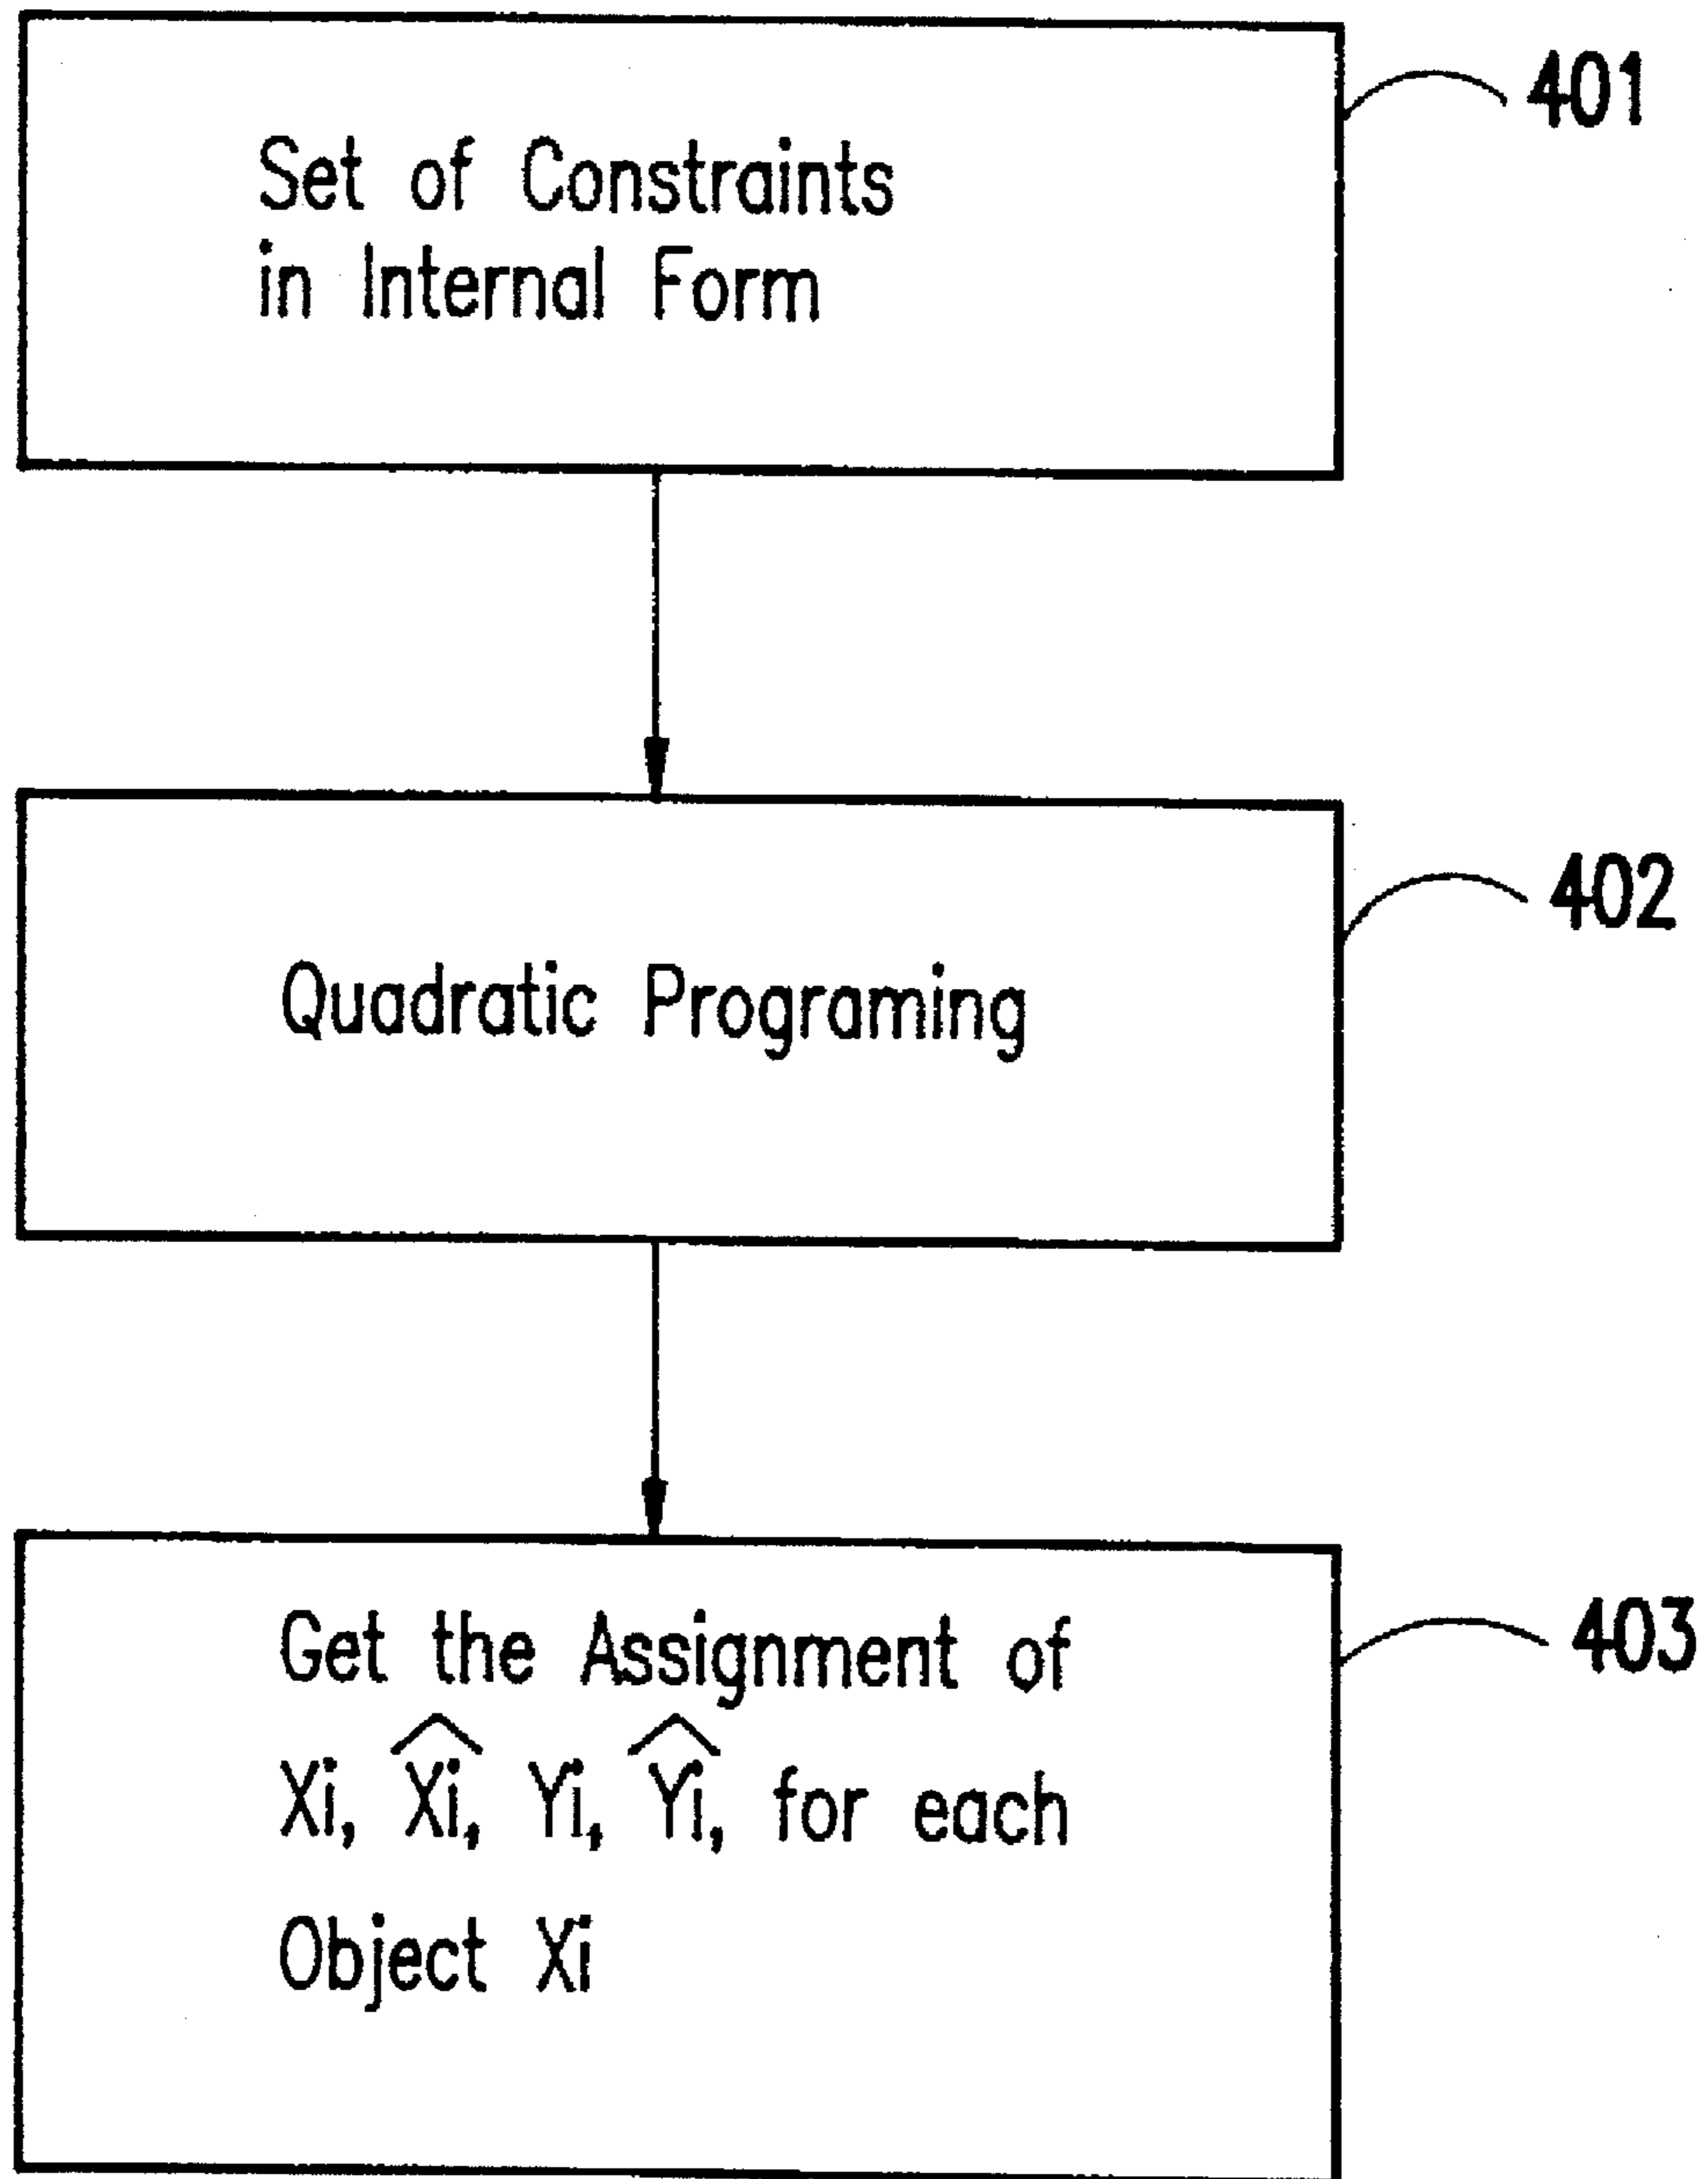 401
Set of Constraints
in Internal Form
402
Quadratic Programing
403
Get the Assignment of
Xi, X̂i, Yi, Ŷi, for each
Object Xi